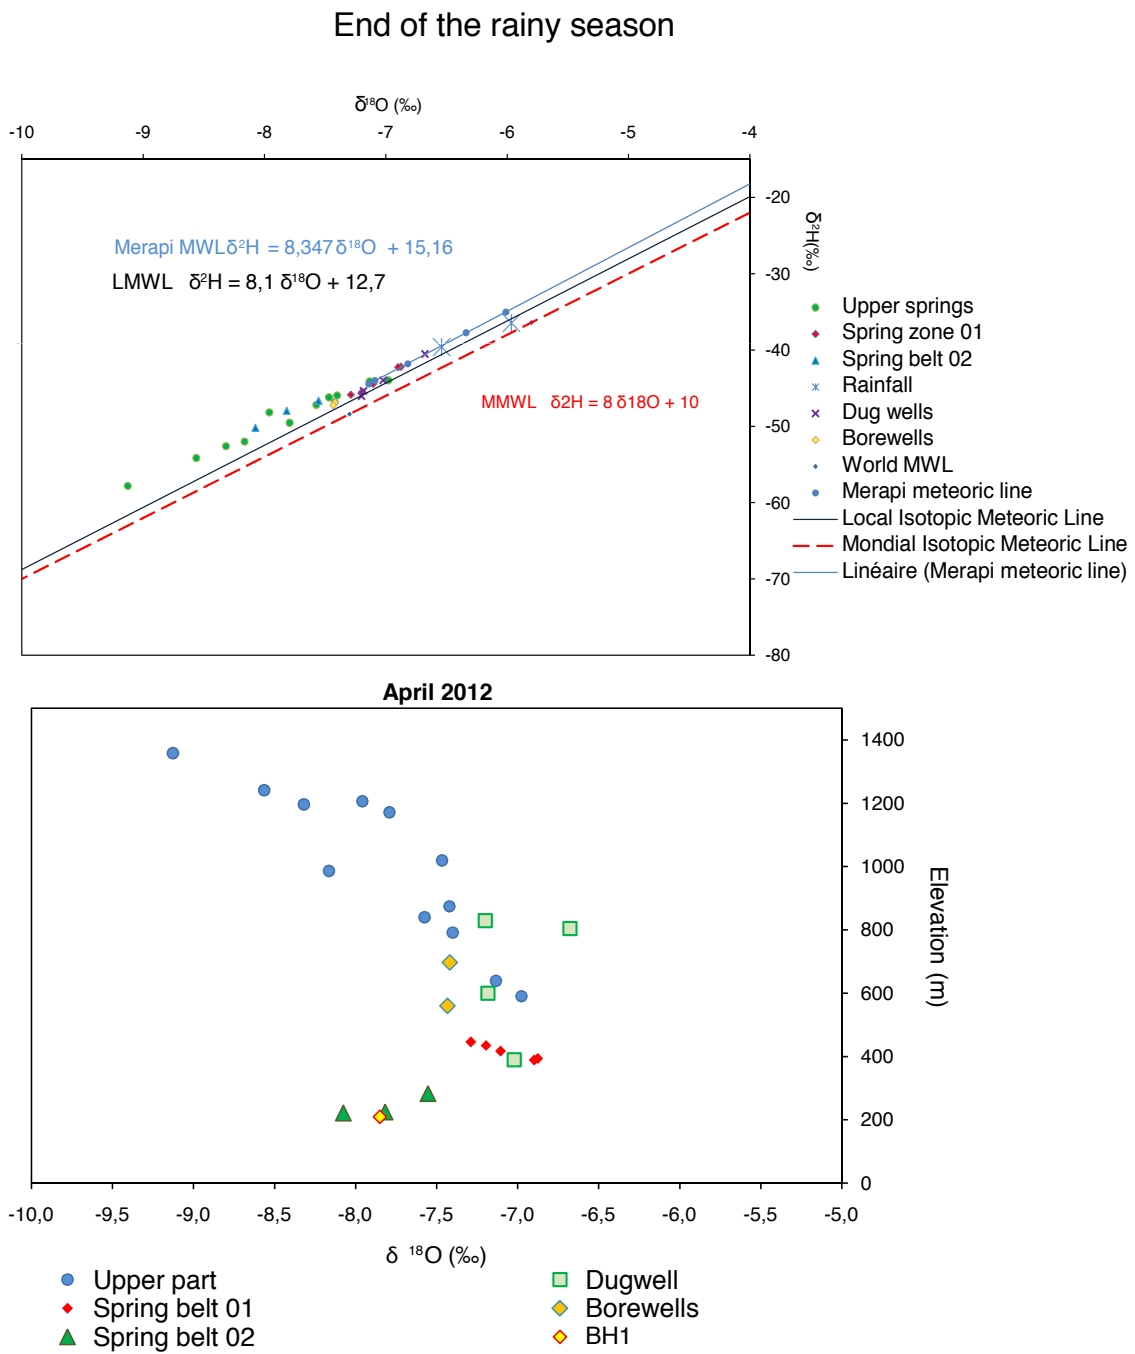 End of the rainy season
δ¹⁸O (‰)
-10 -9 -8 -7 -6 -5 -4
-20
-30
-40
-50
-60
-70
-80
δ²H(‰)
Merapi MWLδ²H = 8,347δ¹⁸O + 15,16
LMWL δ²H = 8,1 δ¹⁸O + 12,7
MMWL δ2H = 8 δ18O + 10
Upper springs
Spring zone 01
Spring belt 02
Rainfall
Dug wells
Borewells
World MWL
Merapi meteoric line
Local Isotopic Meteoric Line
Mondial Isotopic Meteoric Line
Linéaire (Merapi meteoric line)
April 2012
1400
1200
1000
800
600
400
200
0
Elevation (m)
-10,0 -9,5 -9,0 -8,5 -8,0 -7,5 -7,0 -6,5 -6,0 -5,5 -5,0
δ ¹⁸O (‰)
Upper part
Spring belt 01
Spring belt 02
Dugwell
Borewells
BH1